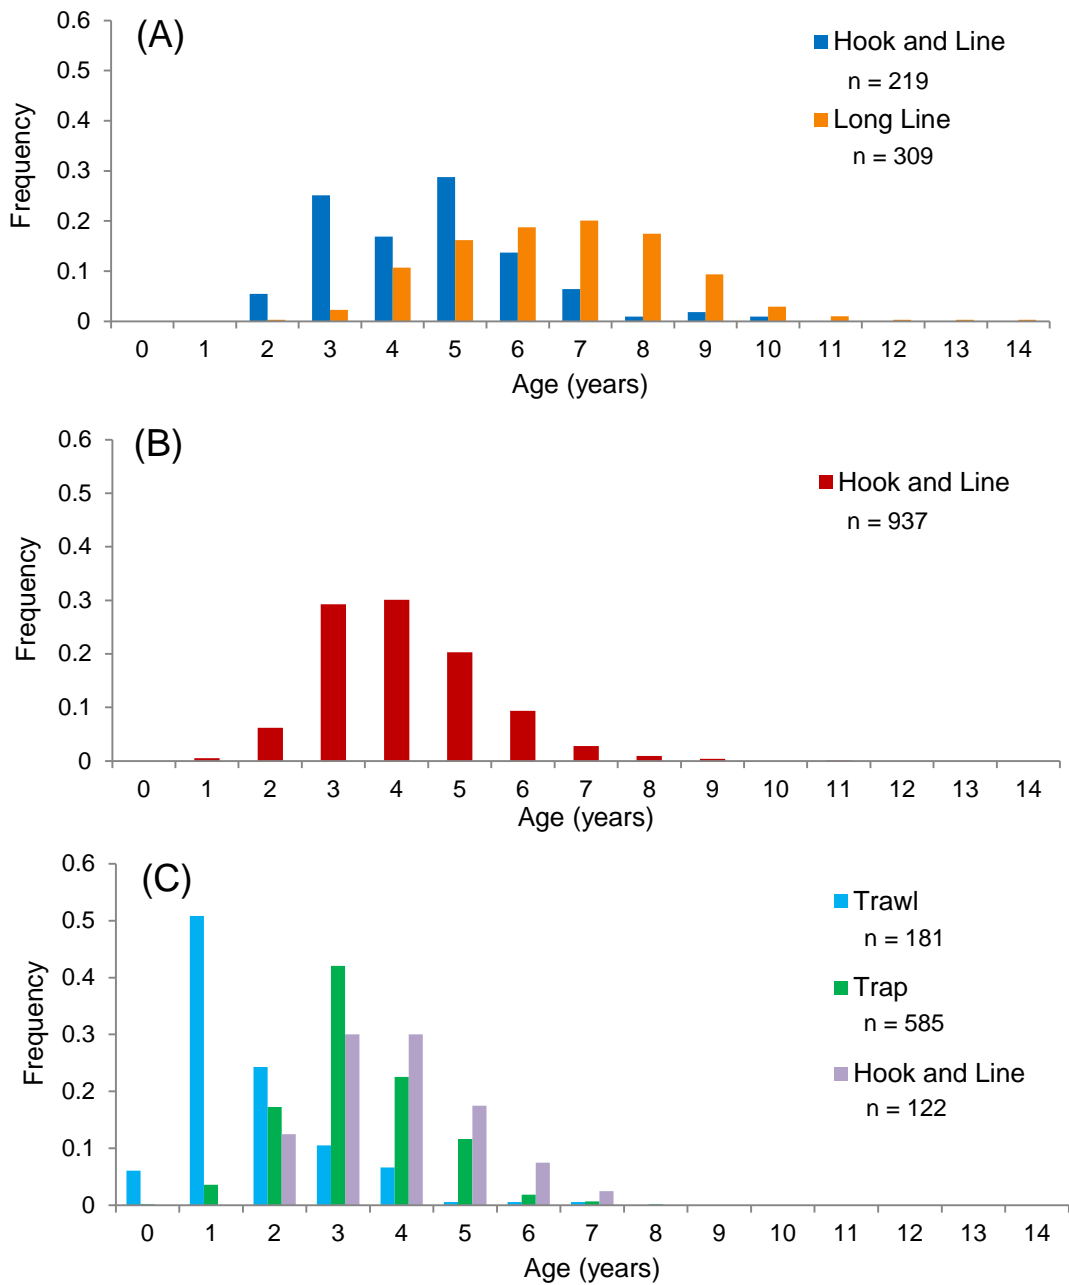 (A)
Hook and Line
n = 219
Long Line
n = 309
0.6
0.5
0.4
0.3
0.2
0.1
0
Frequency
0 1 2 3 4 5 6 7 8 9 10 11 12 13 14
Age (years)
(B)
Hook and Line
n = 937
0.6
0.5
0.4
0.3
0.2
0.1
0
Frequency
0 1 2 3 4 5 6 7 8 9 10 11 12 13 14
Age (years)
(C)
Trawl
n = 181
Trap
n = 585
Hook and Line
n = 122
0.6
0.5
0.4
0.3
0.2
0.1
0
Frequency
0 1 2 3 4 5 6 7 8 9 10 11 12 13 14
Age (years)